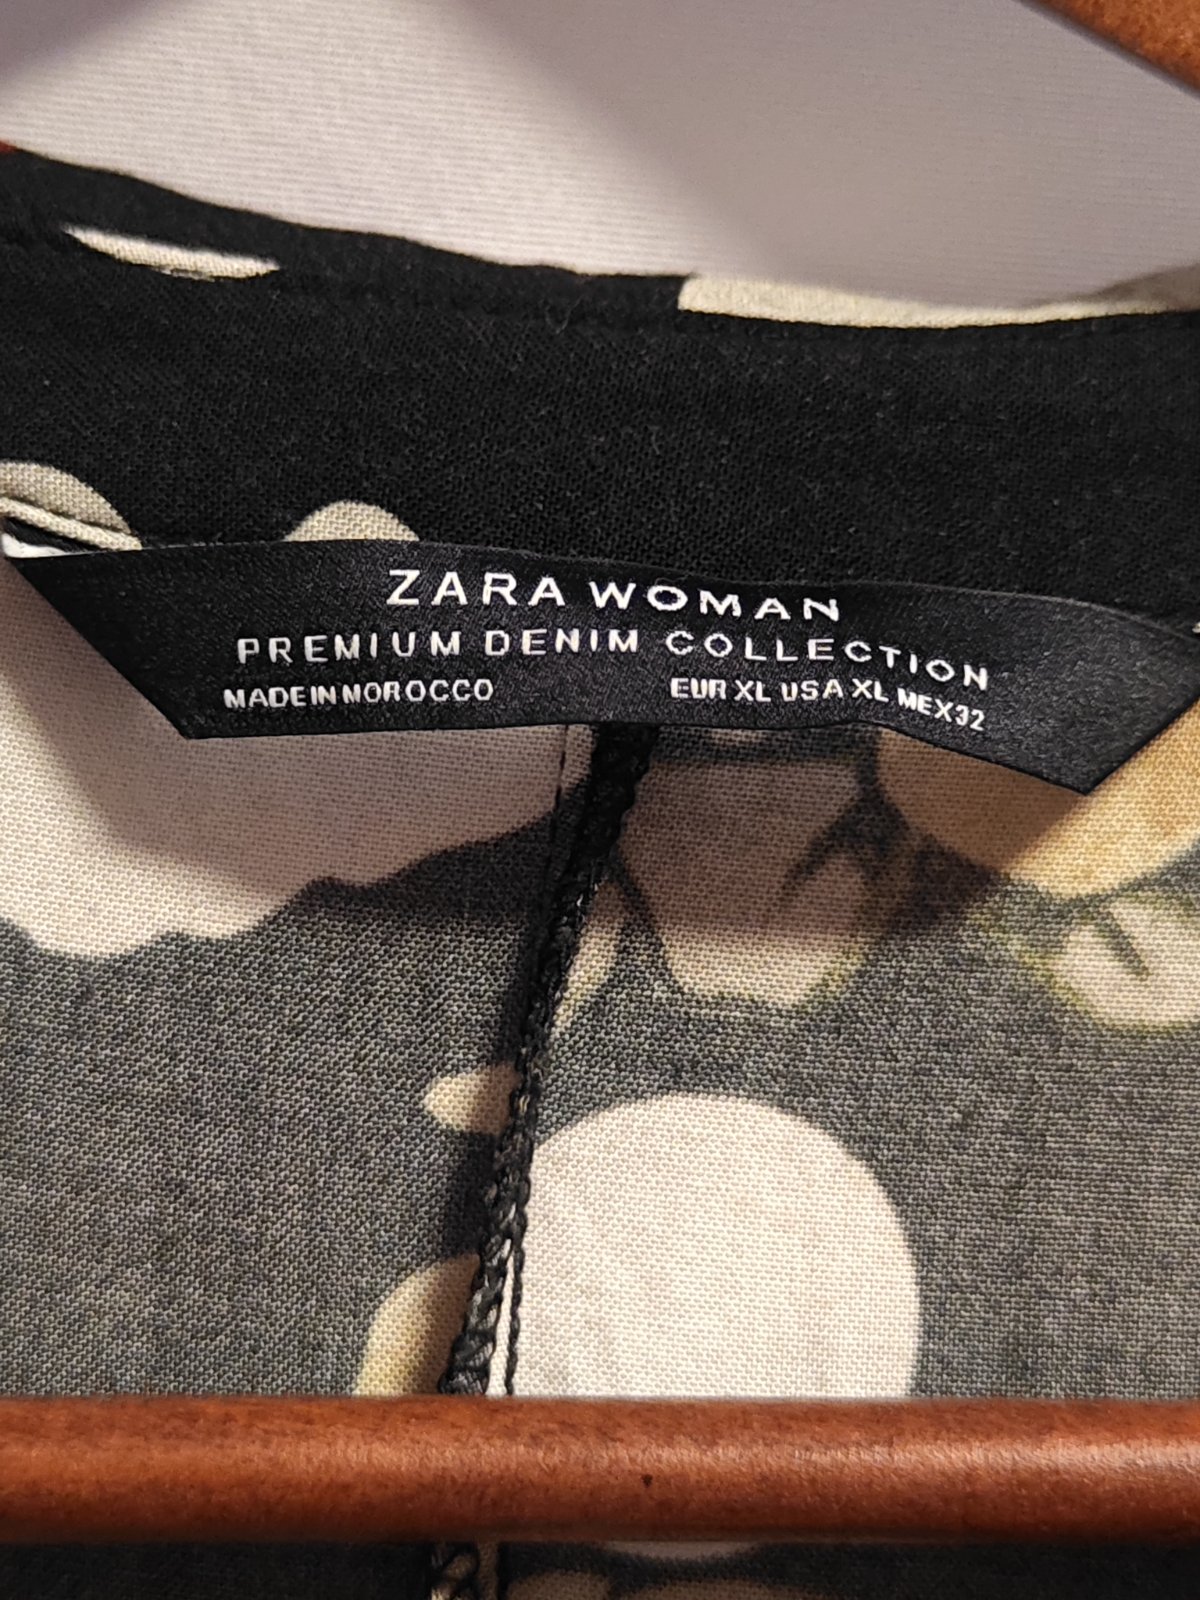 ZARA WOMAN
PREMIUM DENIM COLLECTION
MADE IN MOROCCO EUR XL USA XL MEX 32